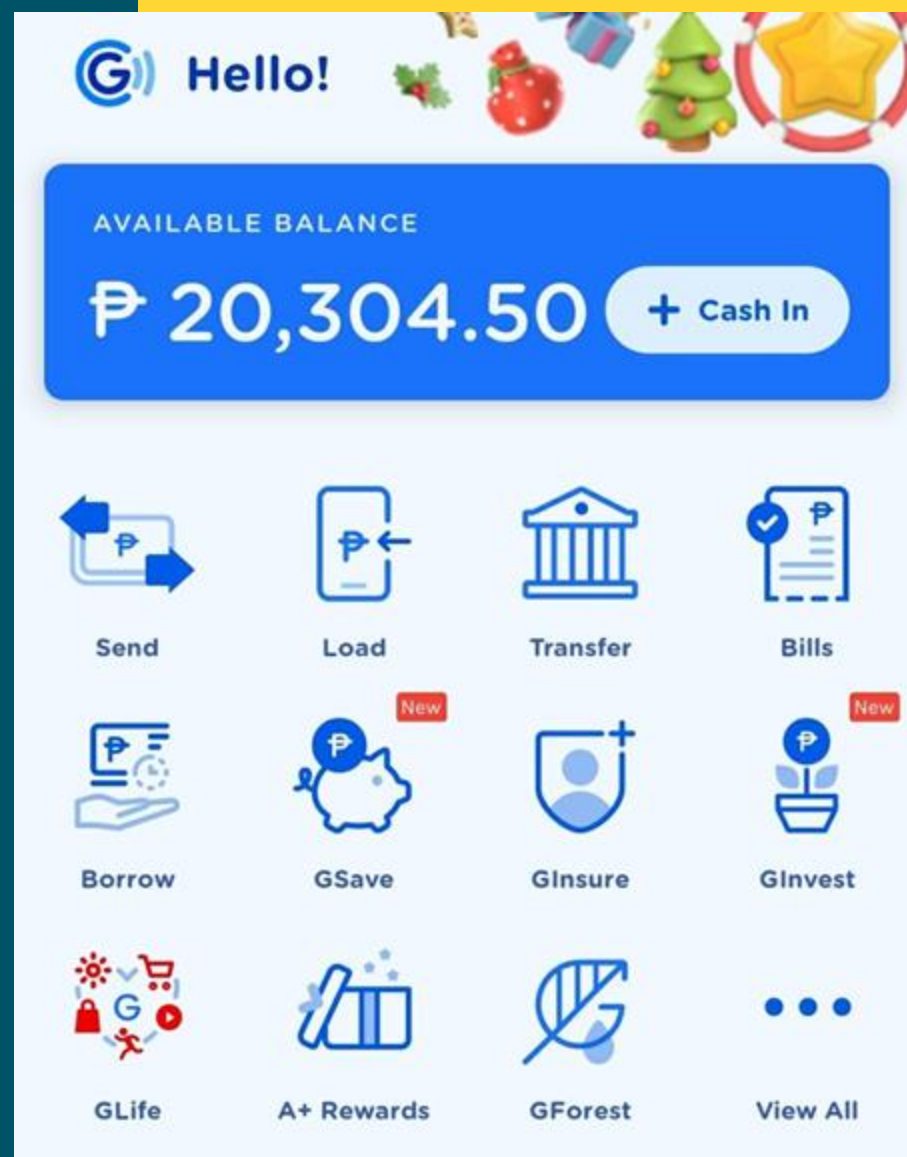 Hello!
AVAILABLE BALANCE
₱ 20,304.50
+ Cash In
Send
Load
Transfer
Bills
New
New
Borrow
GSave
GInsure
GInvest
GLife
A+ Rewards
GForest
View All